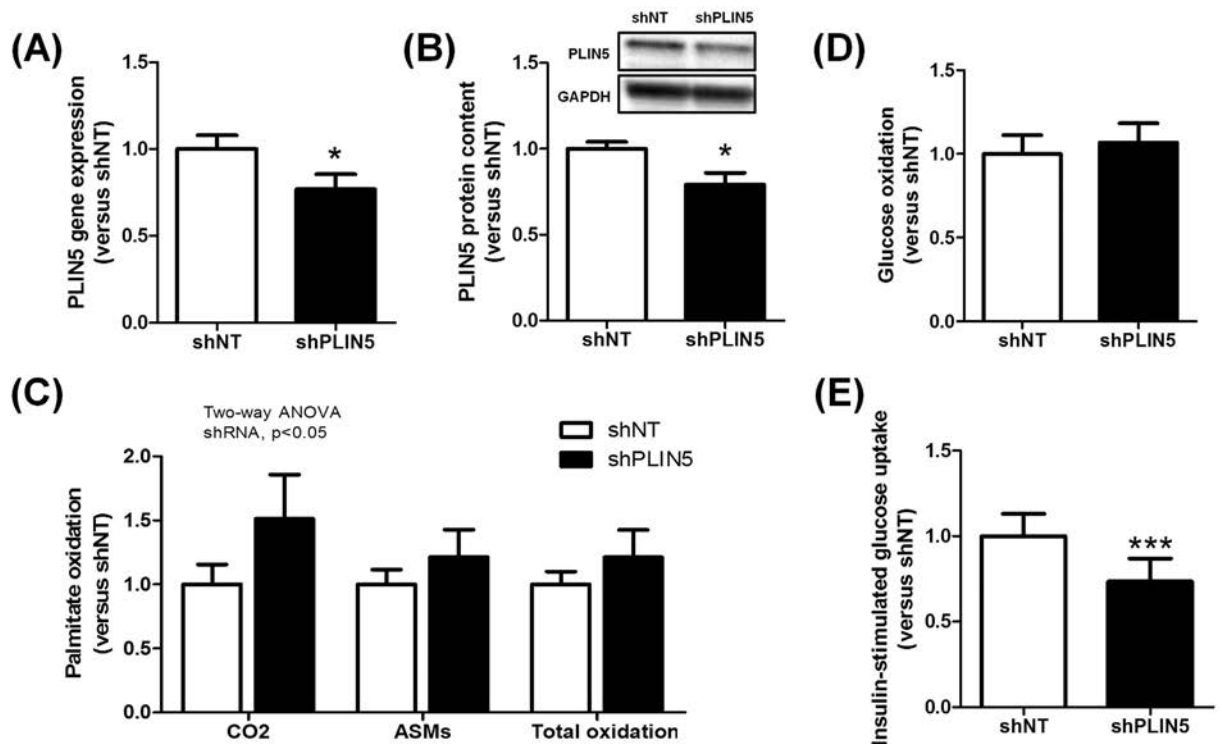 (A)
PLIN5 gene expression
(versus shNT)
1.5
1.0
0.5
0.0
*
shNT
shPLIN5
(B)
shNT
shPLIN5
PLIN5
GAPDH
PLIN5 protein content
(versus shNT)
1.5
1.0
0.5
0.0
*
shNT
shPLIN5
(D)
Glucose oxidation
(versus shNT)
1.5
1.0
0.5
0.0
shNT
shPLIN5
(C)
Two-way ANOVA
shRNA, p<0.05
shNT
shPLIN5
Palmitate oxidation
(versus shNT)
2.0
1.5
1.0
0.5
0.0
CO2
ASMs
Total oxidation
(E)
Insulin-stimulated glucose uptake
(versus shNT)
1.5
1.0
0.5
0.0
***
shNT
shPLIN5